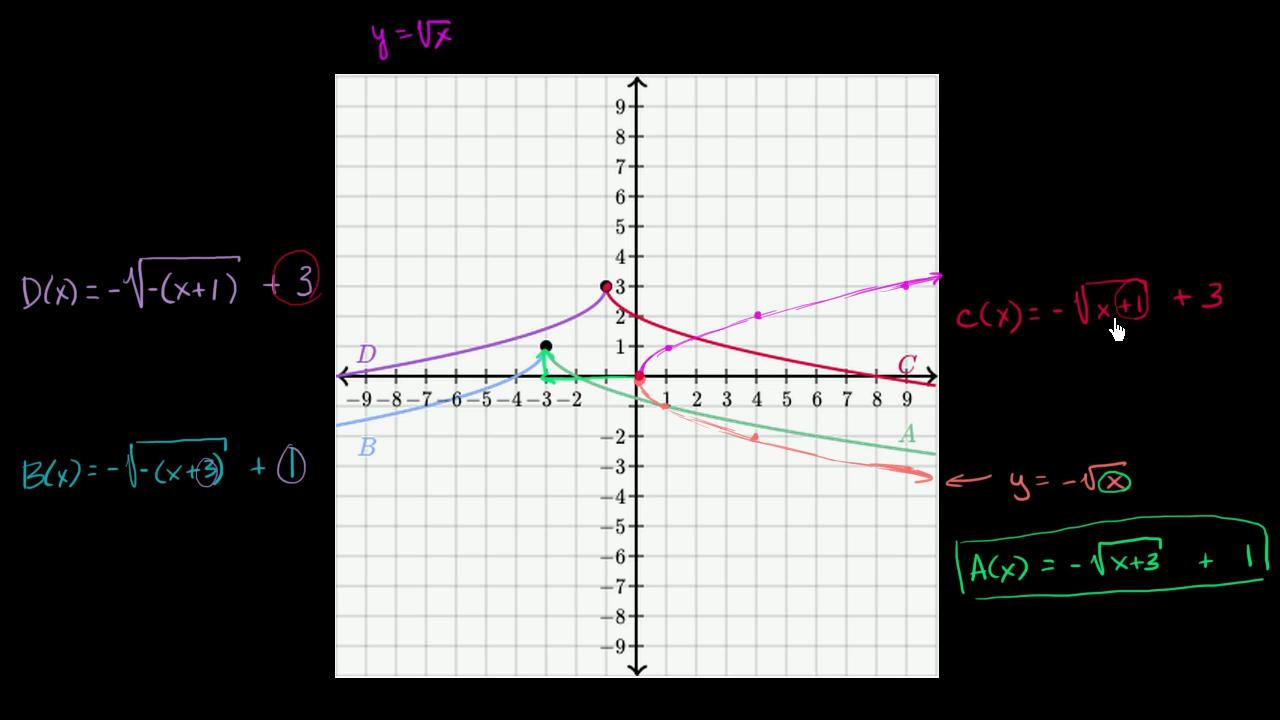 y = √x
9
8
7
6
5
4
3
2
1
D(x) = -√-(x+1) + 3
C(x) = -√x+1 + 3
D
C
-9 -8 -7 -6 -5 -4 -3 -2 1 2 3 4 5 6 7 8 9
B
A
B(x) = -√-(x+3) + 1
-2
-3
-4
-5
-6
-7
-8
-9
← y = -√x
A(x) = -√x+3 + 1